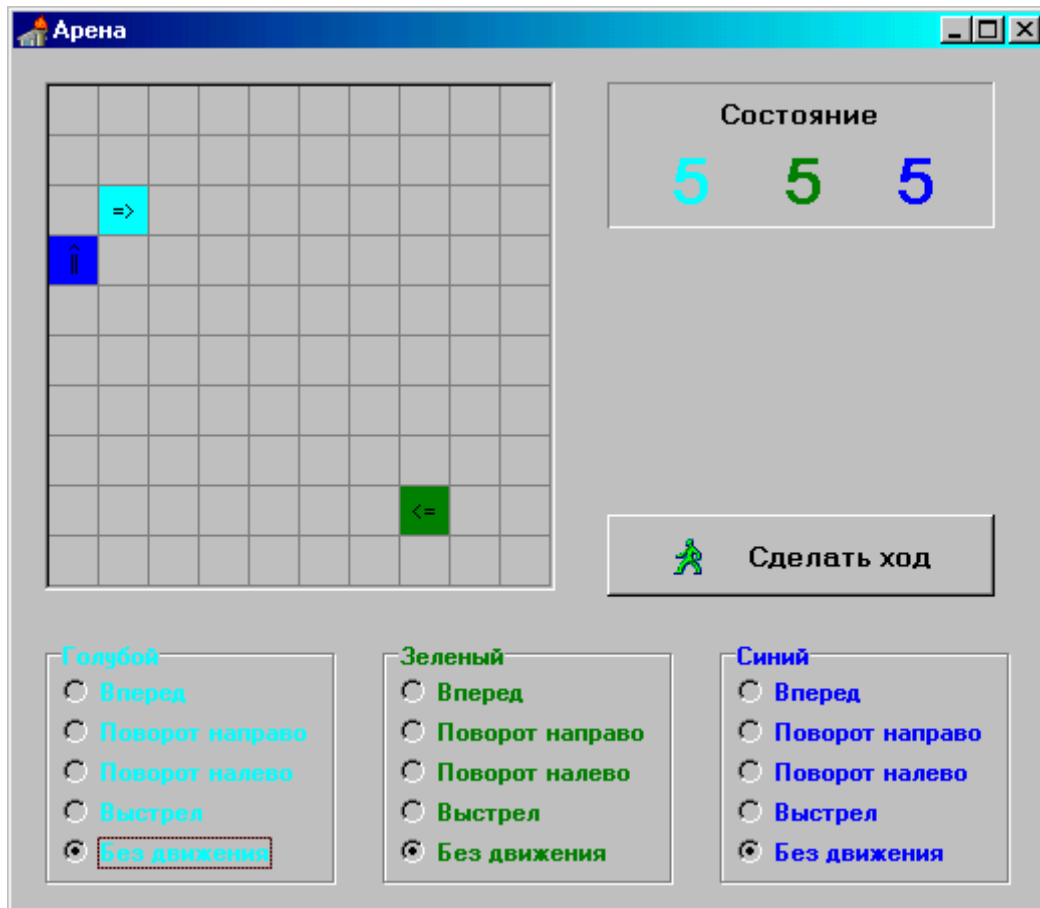 Арена
Состояние
5 5 5
=>
⇑
<=
Сделать ход
Голубой
Вперед
Поворот направо
Поворот налево
Выстрел
Без движения
Зеленый
Вперед
Поворот направо
Поворот налево
Выстрел
Без движения
Синий
Вперед
Поворот направо
Поворот налево
Выстрел
Без движения